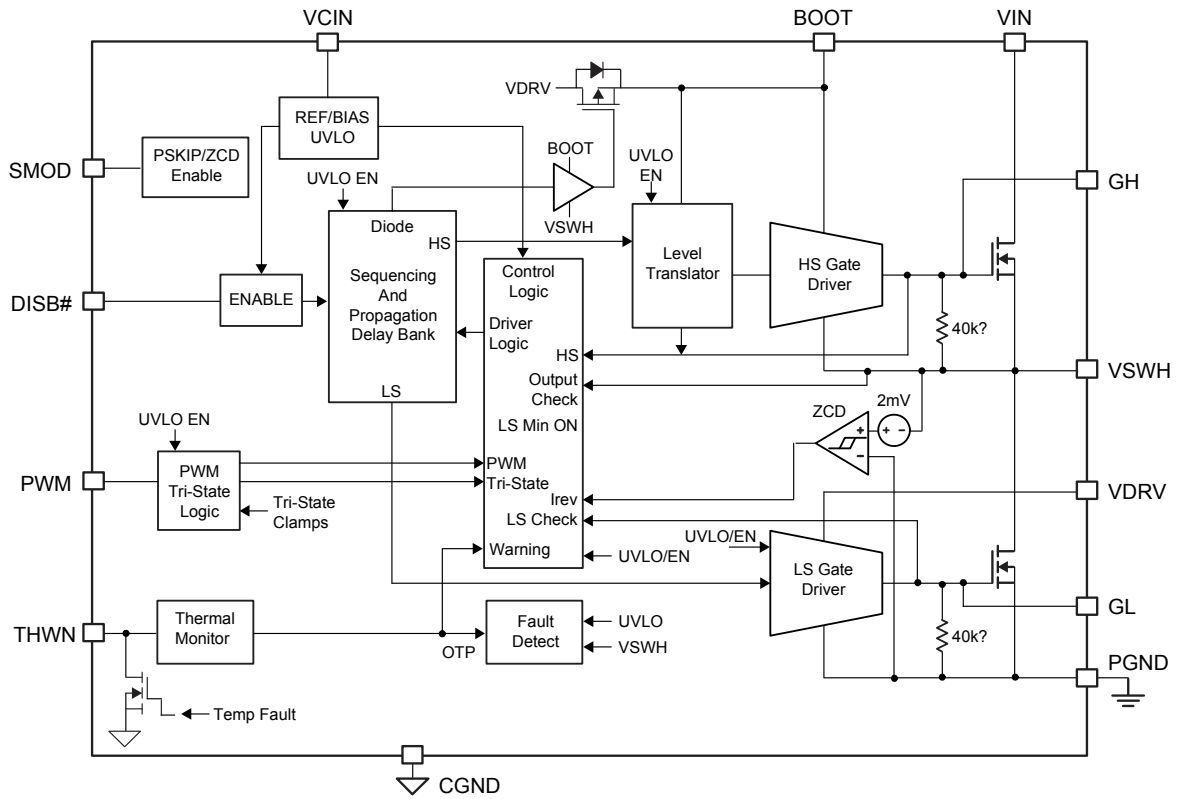 VCIN
BOOT
VIN
VDRV
REF/BIAS
UVLO
SMOD
PSKIP/ZCD
Enable
BOOT
UVLO
EN
UVLO EN
GH
VSWH
Diode
HS
Level
Translator
HS Gate
Driver
Control
Logic
Sequencing
And
Propagation
Delay Bank
DISB#
ENABLE
Driver
Logic
40k?
HS
VSWH
Output
Check
LS
2mV
ZCD
LS Min ON
UVLO EN
PWM
PWM
Tri-State
Logic
PWM
Tri-State
VDRV
Irev
Tri-State
Clamps
LS Check
UVLO/EN
Warning
UVLO/EN
LS Gate
Driver
GL
THWN
Thermal
Monitor
OTP
Fault
Detect
UVLO
VSWH
40k?
PGND
Temp Fault
CGND